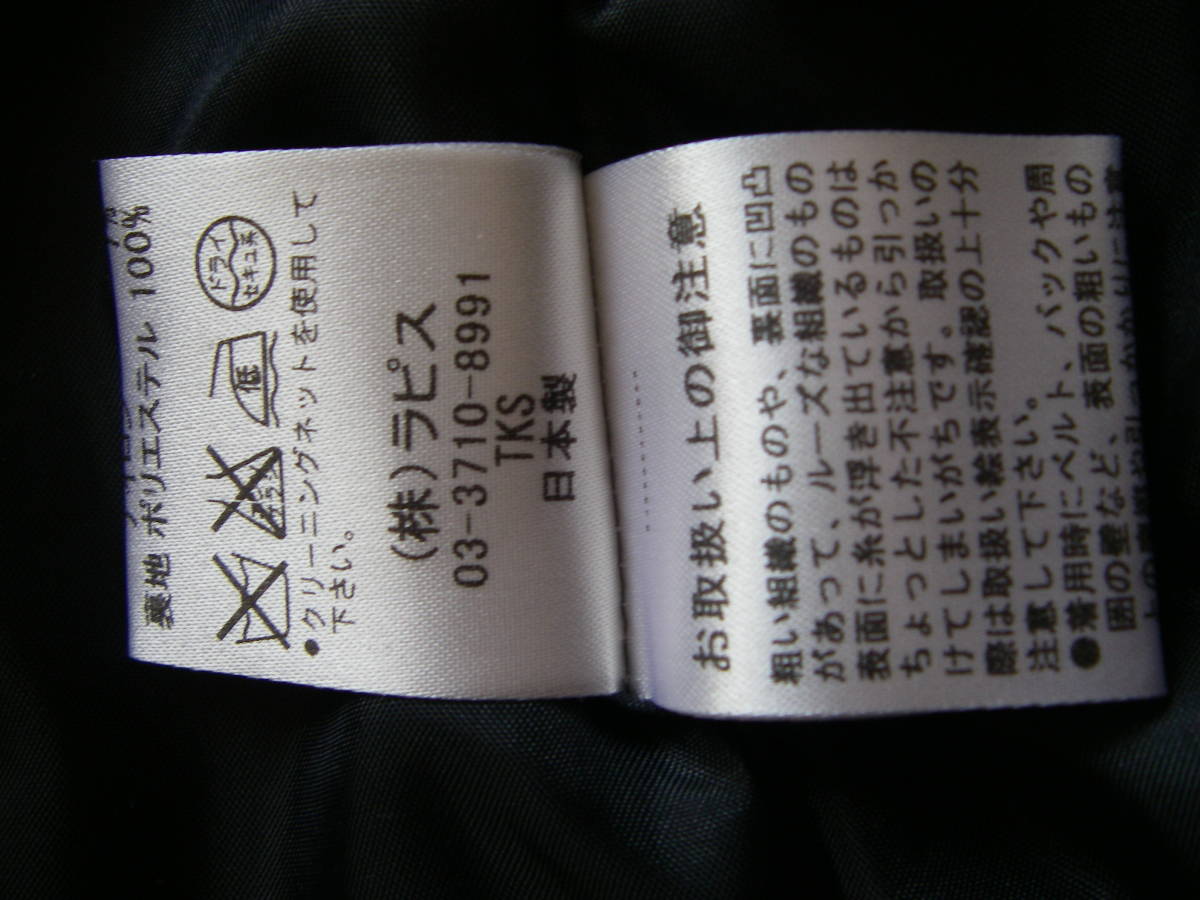 裏地 ポリエステル 100%
ドライ
セキユ系
低
エンソ
サラシ
●クリーニングネットを使用して
下さい。
(株)ラピス
03-3710-8991
TKS
日本製
お取扱い上の御注意
粗い組織のものや、裏面に凹凸
があって、ルーズな組織のもの
表面に糸が浮き出ているものは
ちょっとした不注意から引っか
けてしまいがちです。取扱いの
際は取扱い絵表示確認の上十分
注意して下さい。
●着用時にベルト、バックや周
囲の壁など、表面の粗いもの